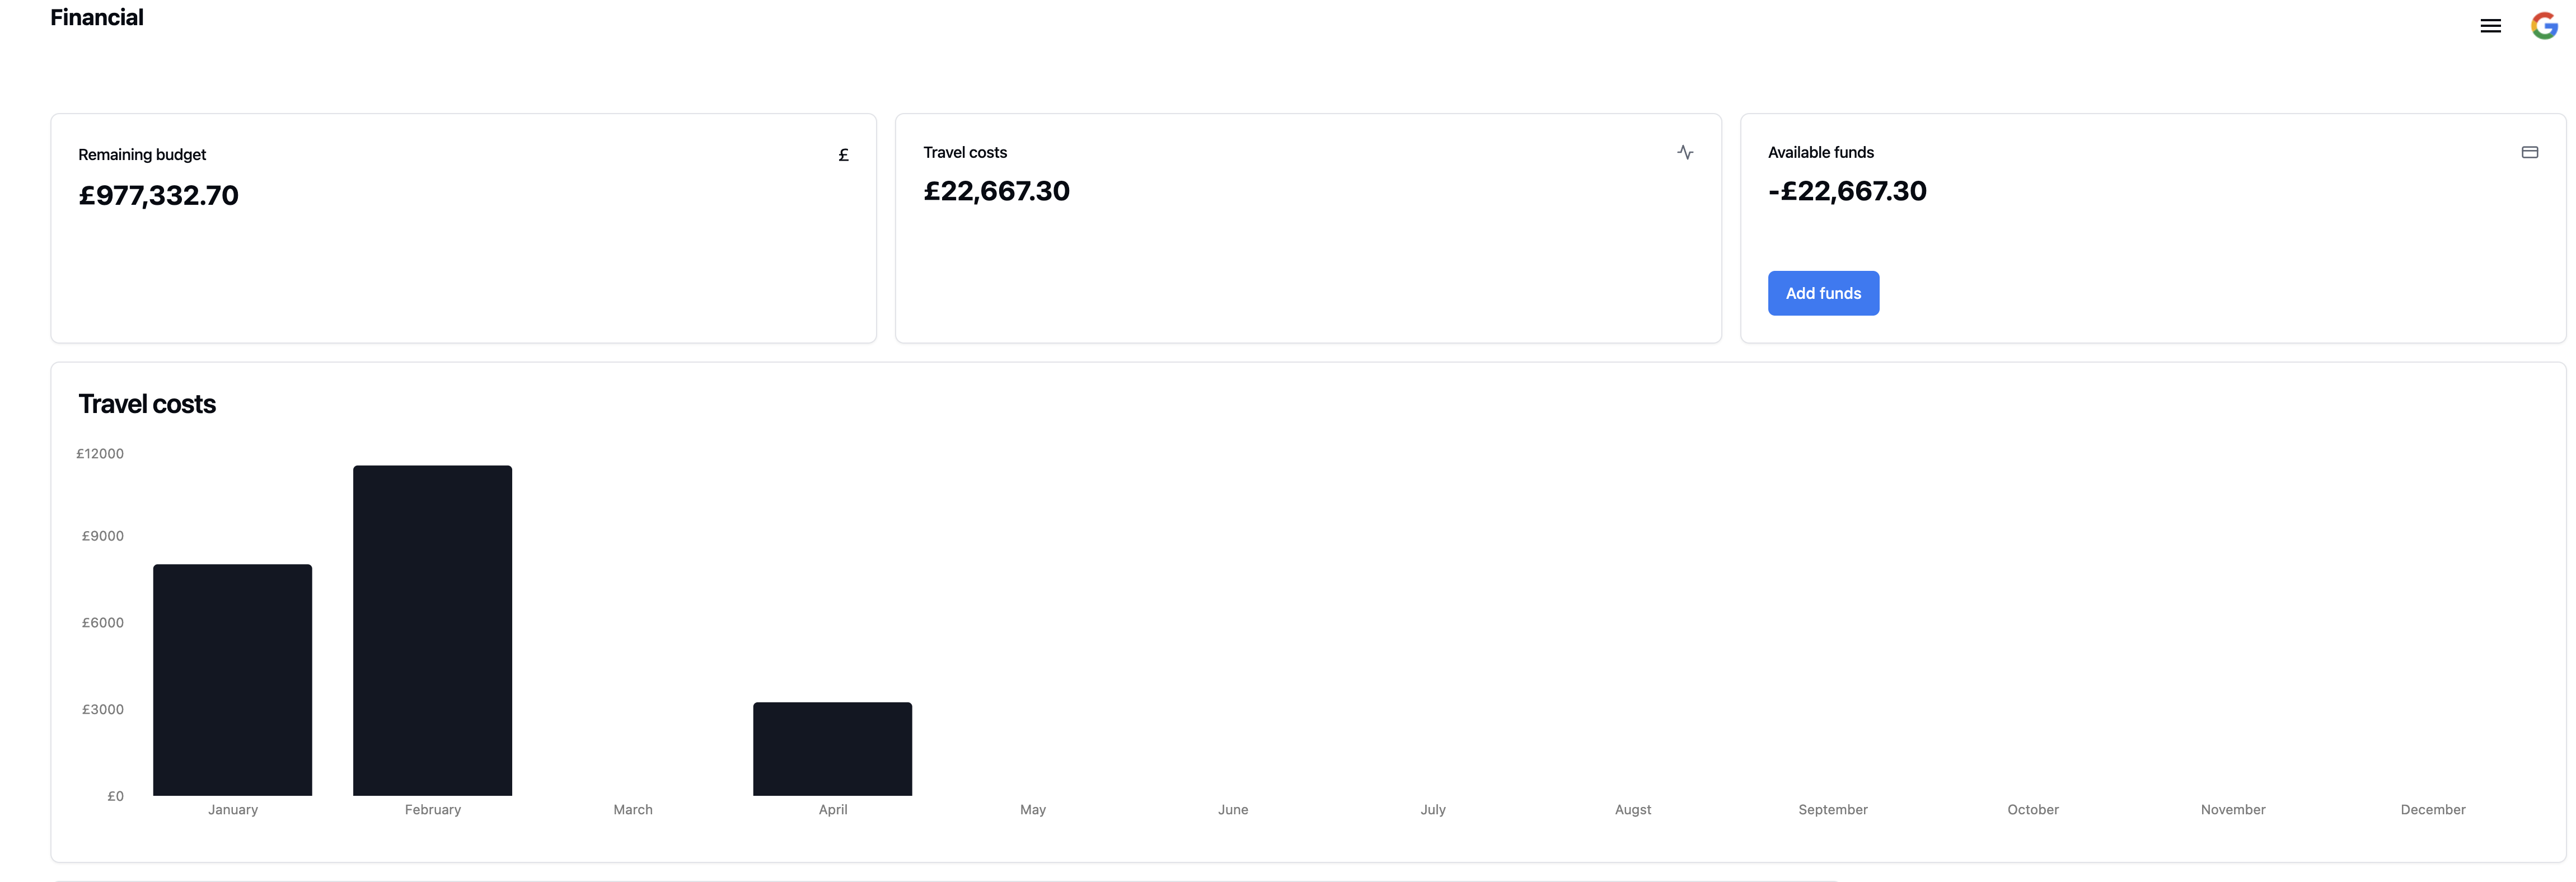 Financial
Remaining budget
£
£977,332.70
Travel costs
£22,667.30
Available funds
-£22,667.30
Add funds
Travel costs
£12000
£9000
£6000
£3000
£0
January February March April May June July Augst September October November December